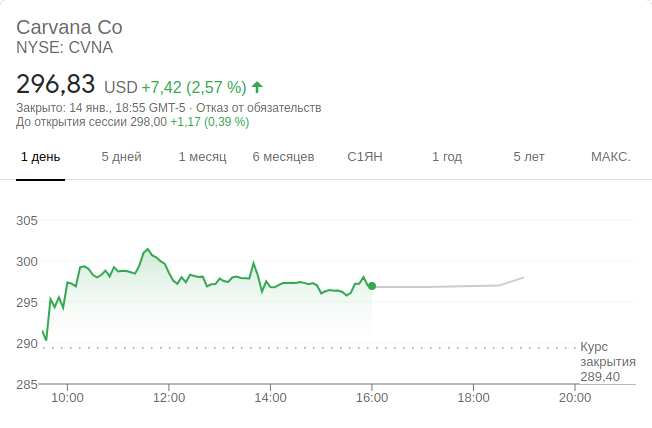 Carvana Co
NYSE: CVNA
296,83 USD +7,42 (2,57 %)
Закрыто: 14 янв., 18:55 GMT-5 · Отказ от обязательств
До открытия сессии 298,00 +1,17 (0,39 %)
1 день 5 дней 1 месяц 6 месяцев С1ЯН 1 год 5 лет МАКС.
305
300
295
290
285
Курс
закрытия
289,40
10:00 12:00 14:00 16:00 18:00 20:00